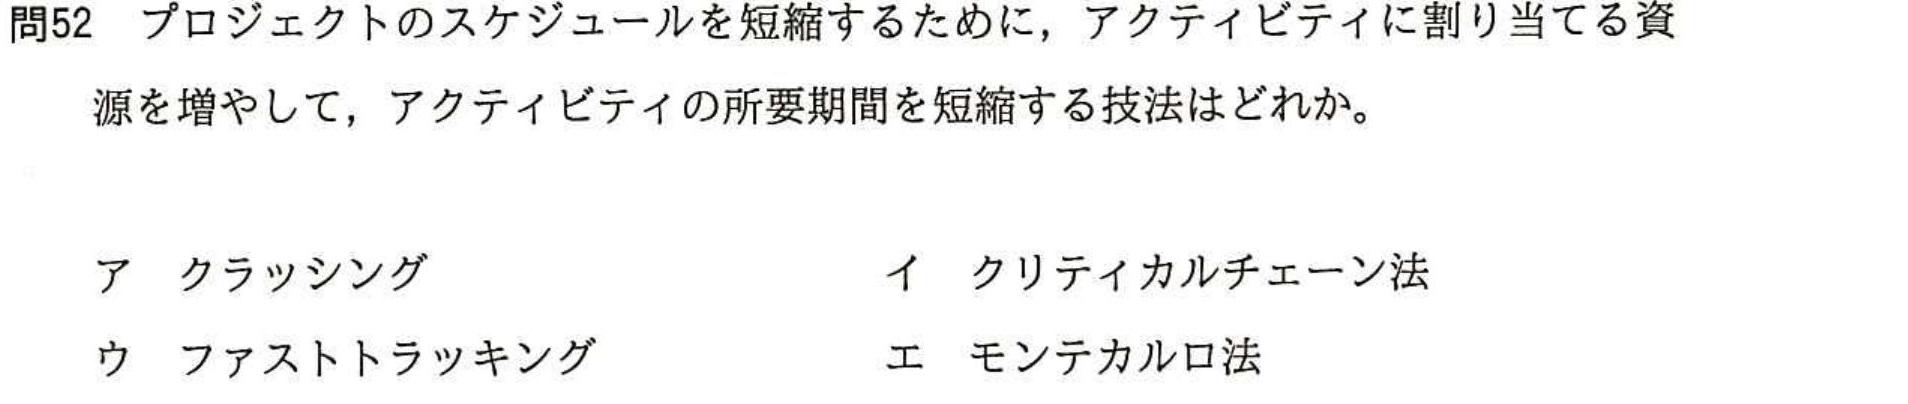 問52　プロジェクトのスケジュールを短縮するために，アクティビティに割り当てる資
源を増やして，アクティビティの所要期間を短縮する技法はどれか。
ア　クラッシング　イ　クリティカルチェーン法
ウ　ファストトラッキング　エ　モンテカルロ法